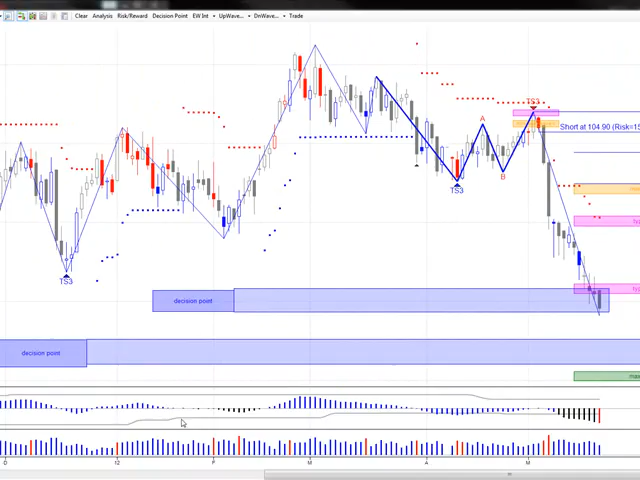 Clear Analysis Risk/Reward Decision Point EW Int UpWave... DnWave... Trade
TS3
A
Short at 104.90 (Risk=15
B
TS3
TS3
decision point
decision point
D 12 F M A M